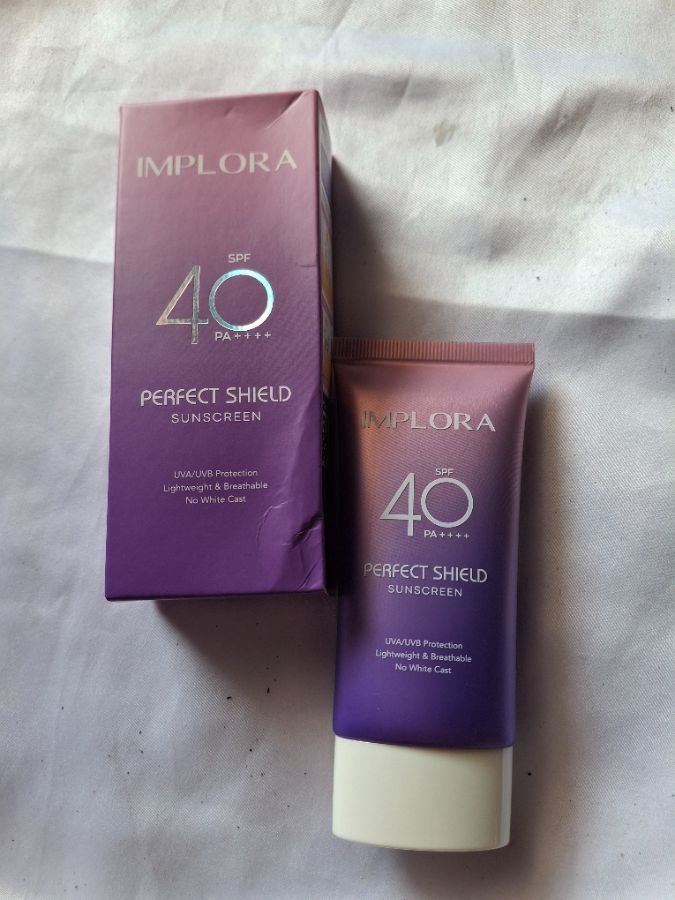 IMPLORA
SPF
40
PA++++
PERFECT SHIELD
SUNSCREEN
UVA/UVB Protection
Lightweight & Breathable
No White Cast
IMPLORA
SPF
40
PA++++
PERFECT SHIELD
SUNSCREEN
UVA/UVB Protection
Lightweight & Breathable
No White Cast